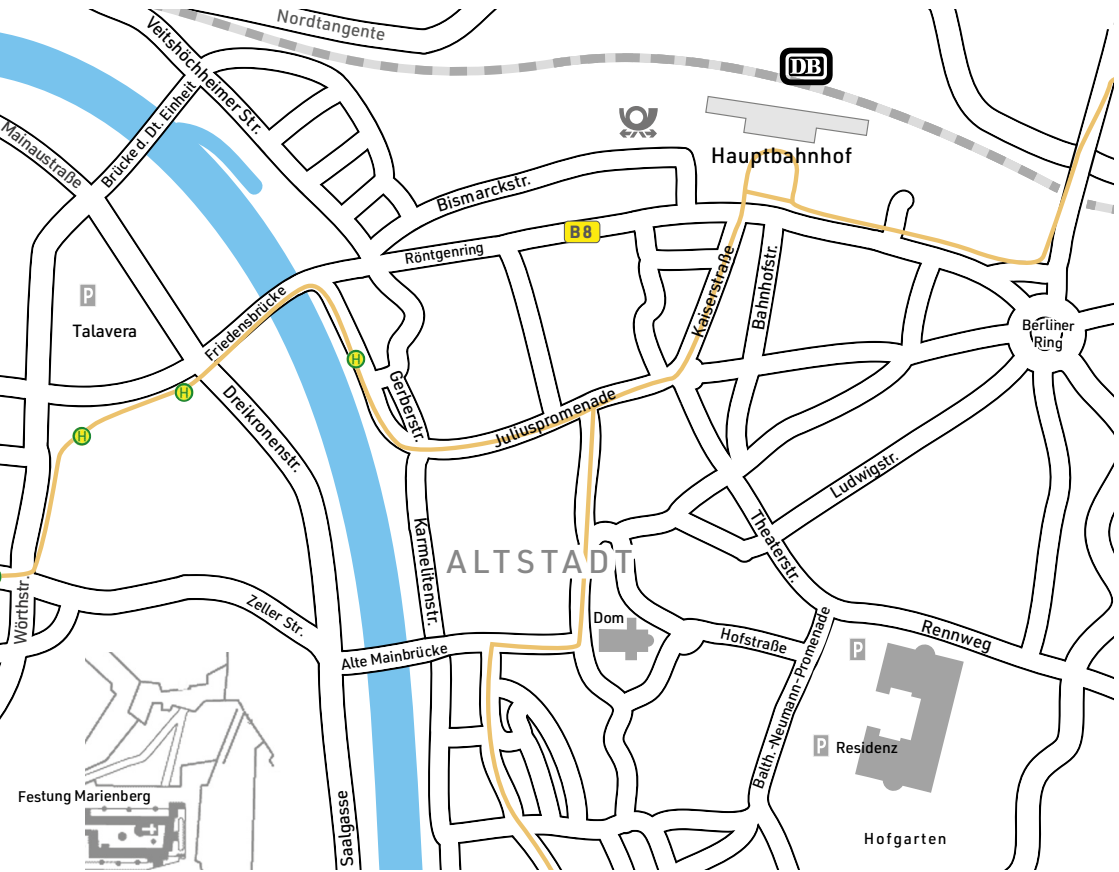 Nordtangente
Veitshöchheimer Str.
DB
Mainaustraße
Brücke d. Dt. Einheit
Hauptbahnhof
Bismarckstr.
B8
Röntgenring
Kaiserstraße
Bahnhofstr.
P
Talavera
Friedensbrücke
Berliner
Ring
H
H
H
Gerberstr.
Dreikronenstr.
Juliuspromenade
Ludwigstr.
Karmelitenstr.
Theaterstr.
ALTSTADT
Wörthstr.
Zeller Str.
Dom
Hofstraße
Rennweg
Alte Mainbrücke
P
Balth.-Neumann-Promenade
P
Residenz
Festung Marienberg
Saalgasse
Hofgarten